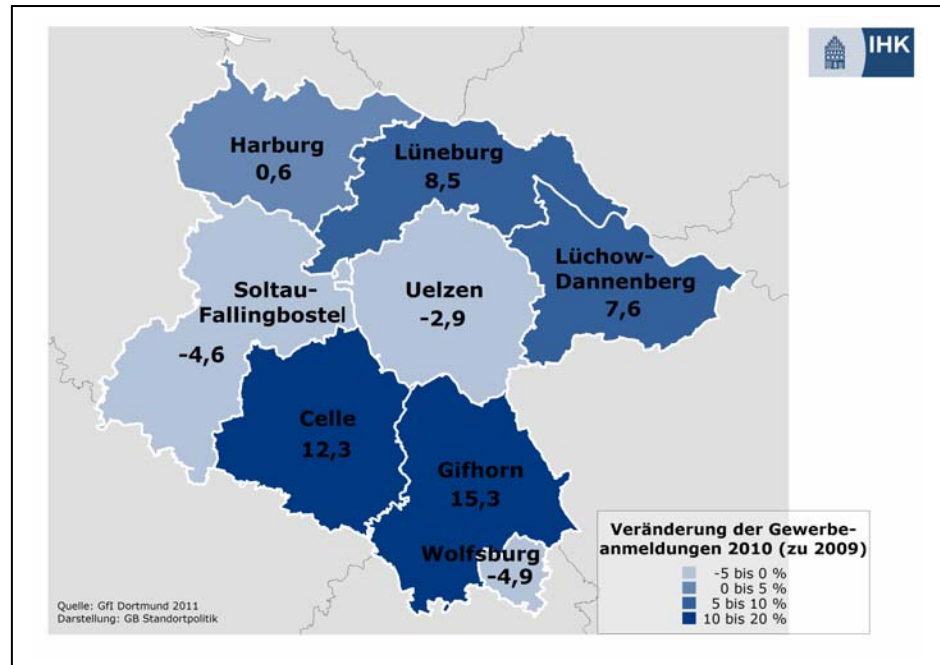 IHK
Harburg
0,6
Lüneburg
8,5
Lüchow-
Dannenberg
7,6
Soltau-
Fallingbostel
-4,6
Uelzen
-2,9
Celle
12,3
Gifhorn
15,3
Wolfsburg
-4,9
Veränderung der Gewerbe-
anmeldungen 2010 (zu 2009)
-5 bis 0 %
0 bis 5 %
5 bis 10 %
10 bis 20 %
Quelle: GfI Dortmund 2011
Darstellung: GB Standortpolitik